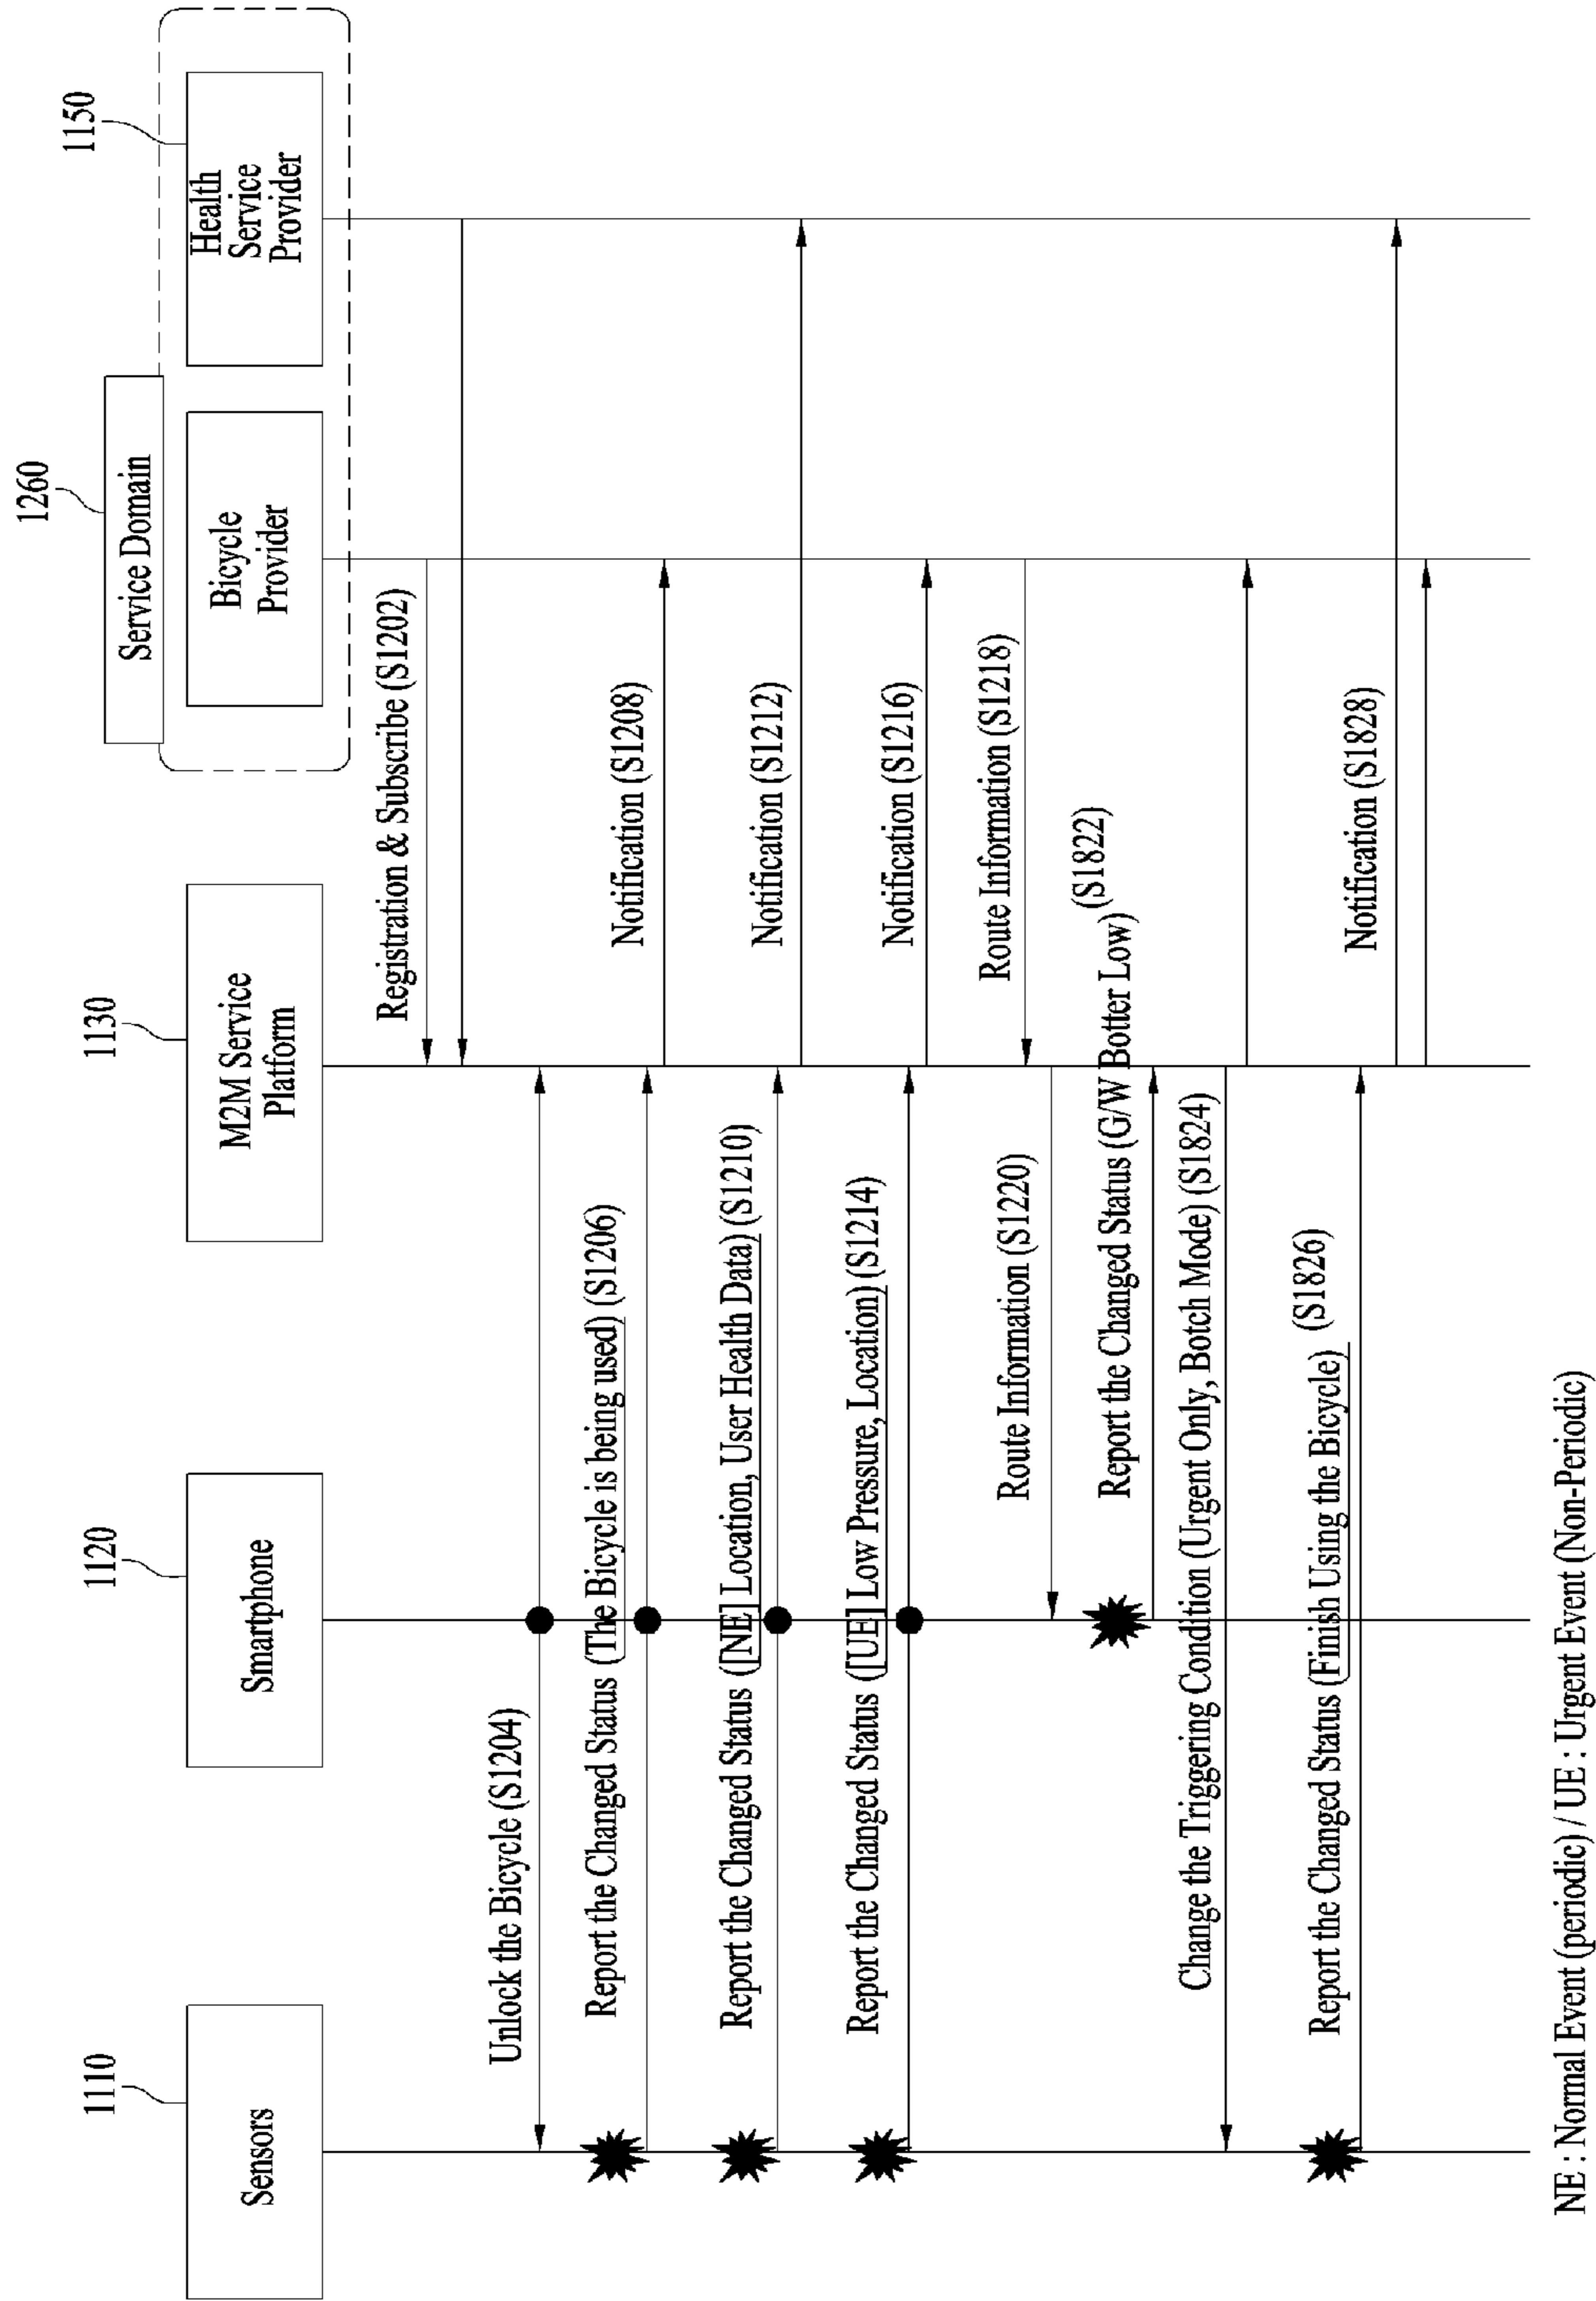 1110
1120
1130
1260
1150
Service Domain
Sensors
Smartphone
M2M Service
Platform
Bicycle
Provider
Health
Service
Provider
Registration & Subscribe (S1202)
Unlock the Bicycle (S1204)
Report the Changed Status (The Bicycle is being used) (S1206)
Notification (S1208)
Report the Changed Status ([NE] Location, User Health Data) (S1210)
Notification (S1212)
Report the Changed Status ([UE] Low Pressure, Location) (S1214)
Notification (S1216)
Route Information (S1218)
Route Information (S1220)
Report the Changed Status (G/W Botter Low) (S1822)
Change the Triggering Condition (Urgent Only, Botch Mode) (S1824)
Report the Changed Status (Finish Using the Bicycle) (S1826)
Notification (S1828)
NE : Normal Event (periodic) / UE : Urgent Event (Non-Periodic)